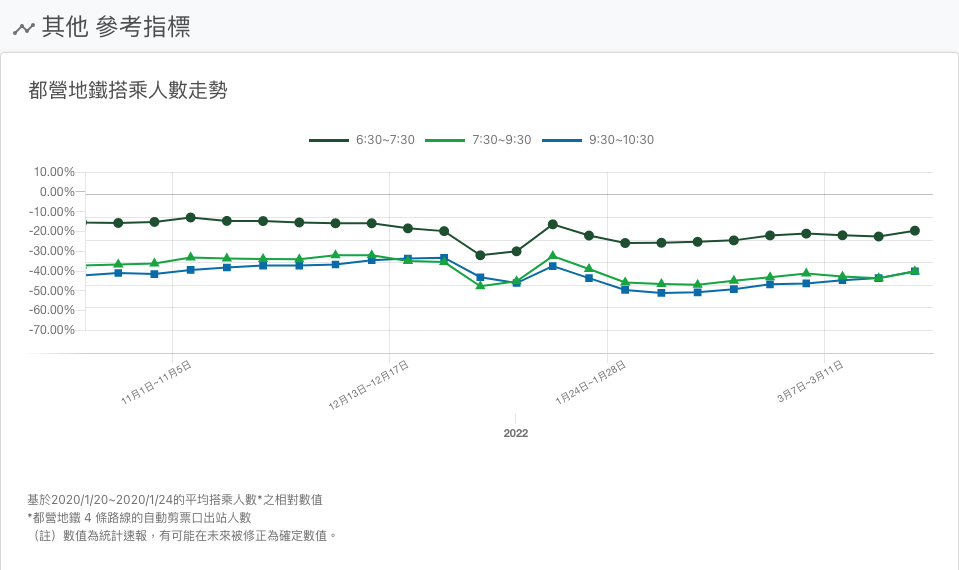 其他 參考指標
都營地鐵搭乘人數走勢
6:30~7:30 7:30~9:30 9:30~10:30
10.00%
0.00%
-10.00%
-20.00%
-30.00%
-40.00%
-50.00%
-60.00%
-70.00%
11月1日~11月5日 12月13日~12月17日 1月24日~1月28日 3月7日~3月11日
2022
基於2020/1/20~2020/1/24的平均搭乘人數*之相對數值
*都營地鐵 4 條路線的自動剪票口出站人數
（註）數值為統計速報，有可能在未來被修正為確定數值。